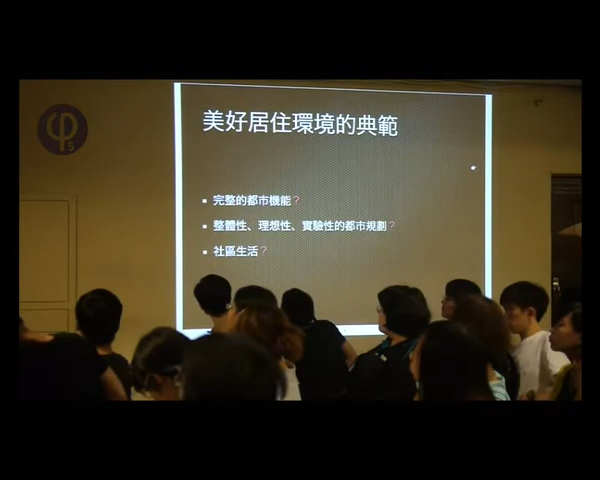 φ5
美好居住環境的典範
▪ 完整的都市機能？
▪ 整體性、理想性、實驗性的都市規劃？
▪ 社區生活？